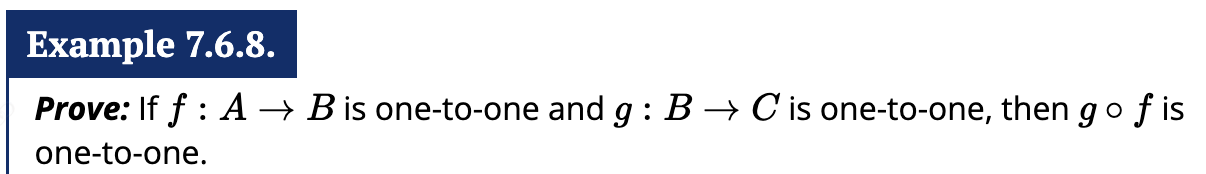 Example 7.6.8.
Prove: If f : A → B is one-to-one and g : B → C is one-to-one, then g ∘ f is
one-to-one.